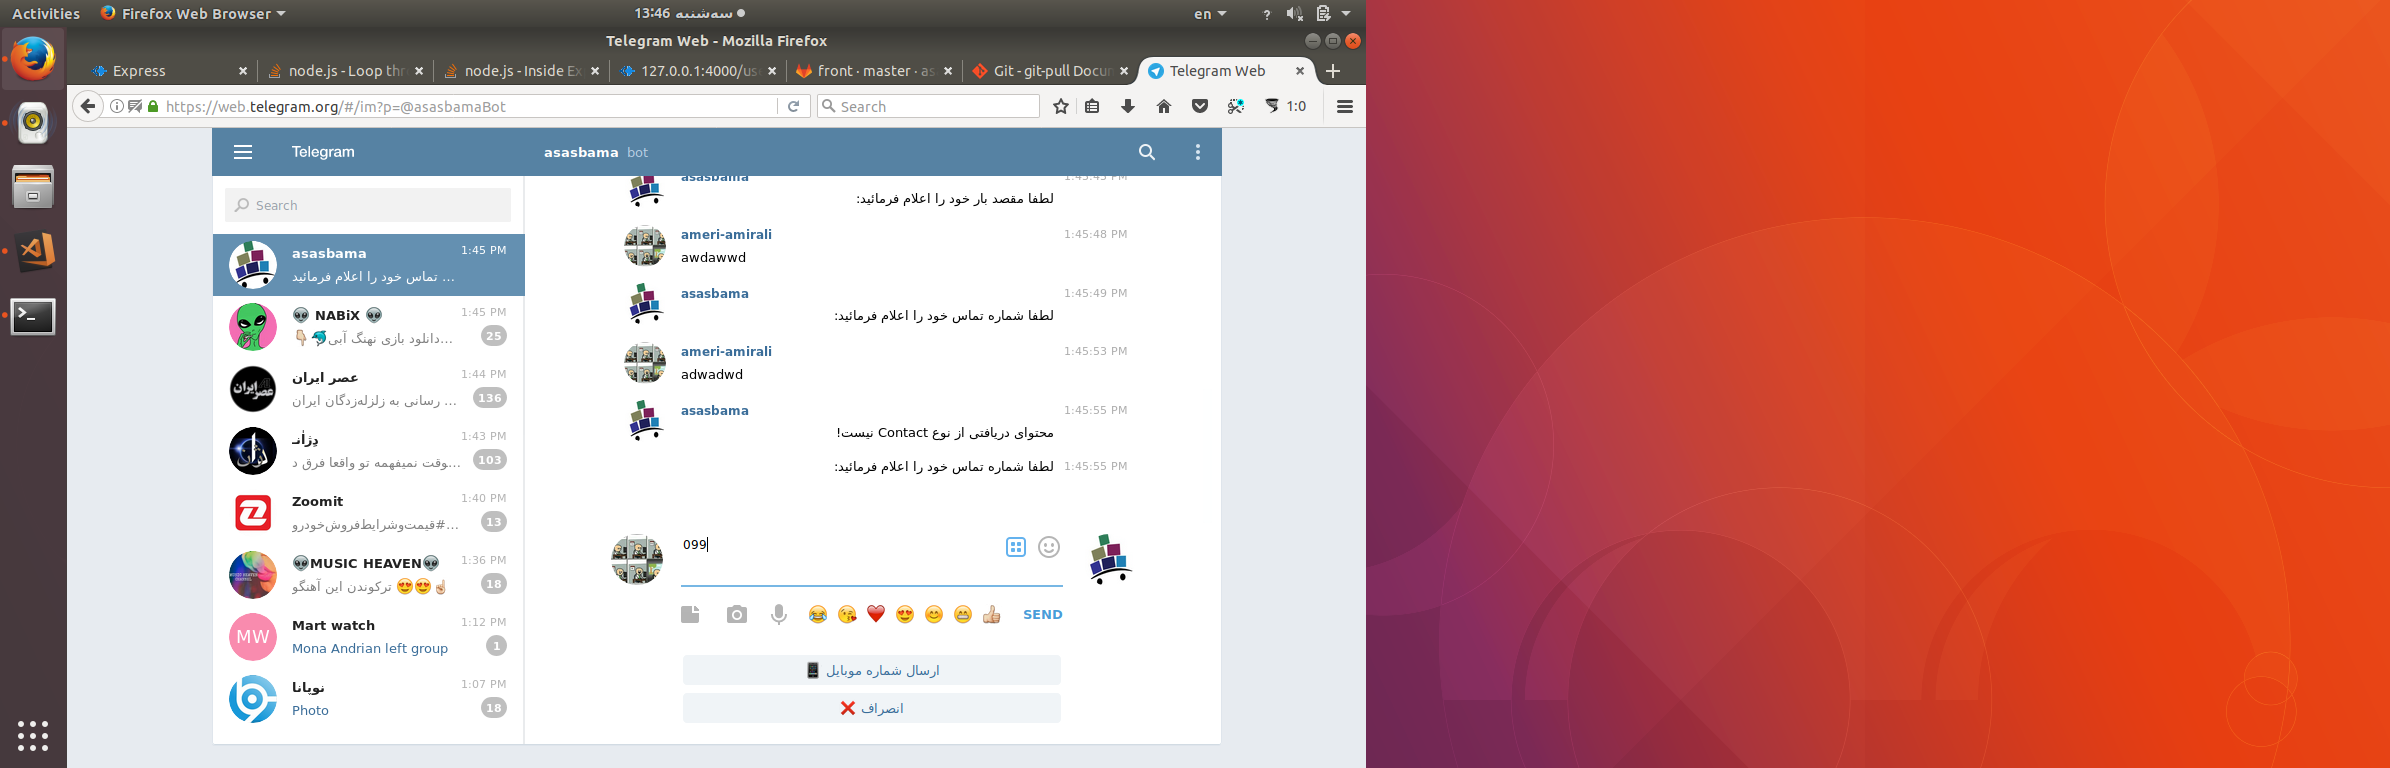 Activities
Firefox Web Browser
سه‌شنبه 13:46
en
Telegram Web - Mozilla Firefox
Express
node.js - Loop thr
node.js - Inside Ex
127.0.0.1:4000/use
front · master · as
Git - git-pull Docum
Telegram Web
https://web.telegram.org/#/im?p=@asasbamaBot
Search
1:0
Telegram
asasbama bot
Search
asasbama 1:45 PM
تماس خود را اعلام فرمائید ...
NABiX 1:45 PM
دانلود بازی نهنگ آبی... 25
عصر ایران 1:44 PM
رسانی به زلزله‌زدگان ایران ... 136
1:43 PM
وقت نمیفهمه تو واقعا فرق د... 103
Zoomit 1:40 PM
#قیمت‌وشرایط‌فروش‌خودرو... 13
MUSIC HEAVEN 1:36 PM
ترکوندن این آهنگو 😍😍☝🏻 18
MW
Mart watch 1:12 PM
Mona Andrian left group 1
نوپانا 1:07 PM
Photo 18
asasbama 1:45:45 PM
لطفا مقصد بار خود را اعلام فرمائید:
ameri-amirali 1:45:48 PM
awdawwd
asasbama 1:45:49 PM
لطفا شماره تماس خود را اعلام فرمائید:
ameri-amirali 1:45:53 PM
adwadwd
asasbama 1:45:55 PM
محتوای دریافتی از نوع Contact نیست!
لطفا شماره تماس خود را اعلام فرمائید: 1:45:55 PM
099
SEND
ارسال شماره موبایل
انصراف